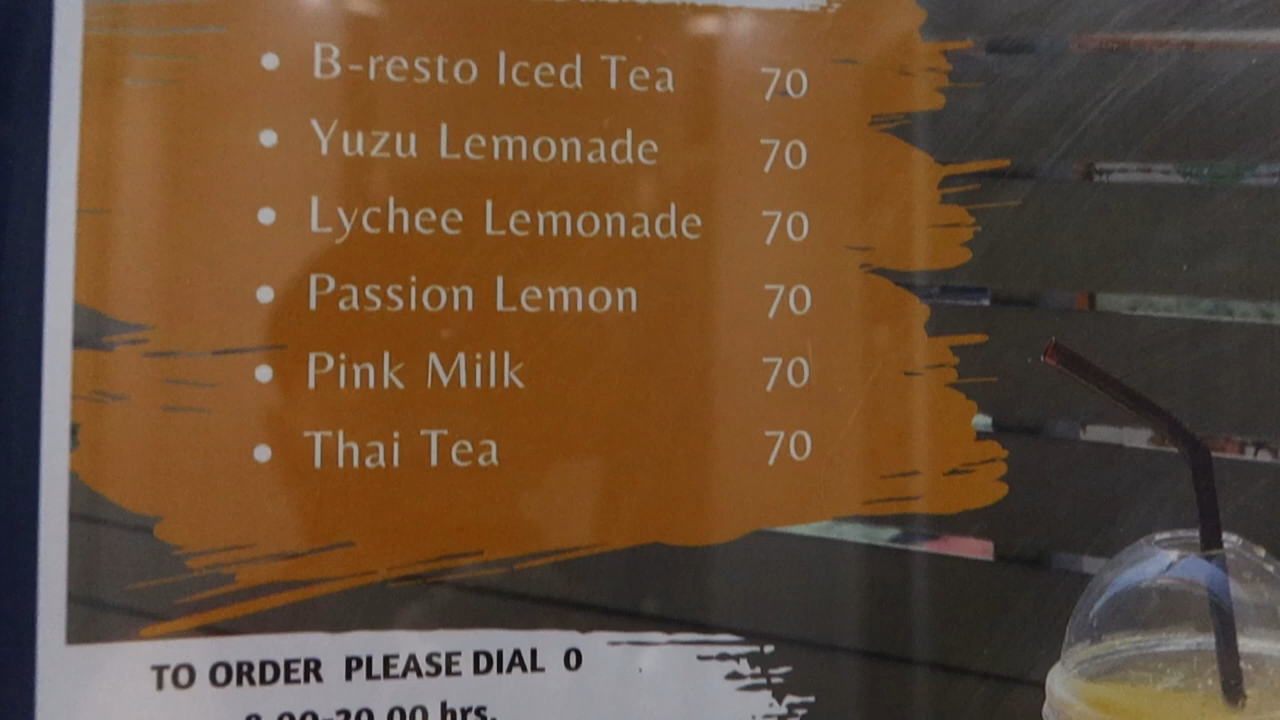 • B-resto Iced Tea 70
• Yuzu Lemonade 70
• Lychee Lemonade 70
• Passion Lemon 70
• Pink Milk 70
• Thai Tea 70
TO ORDER PLEASE DIAL 0
hrs.